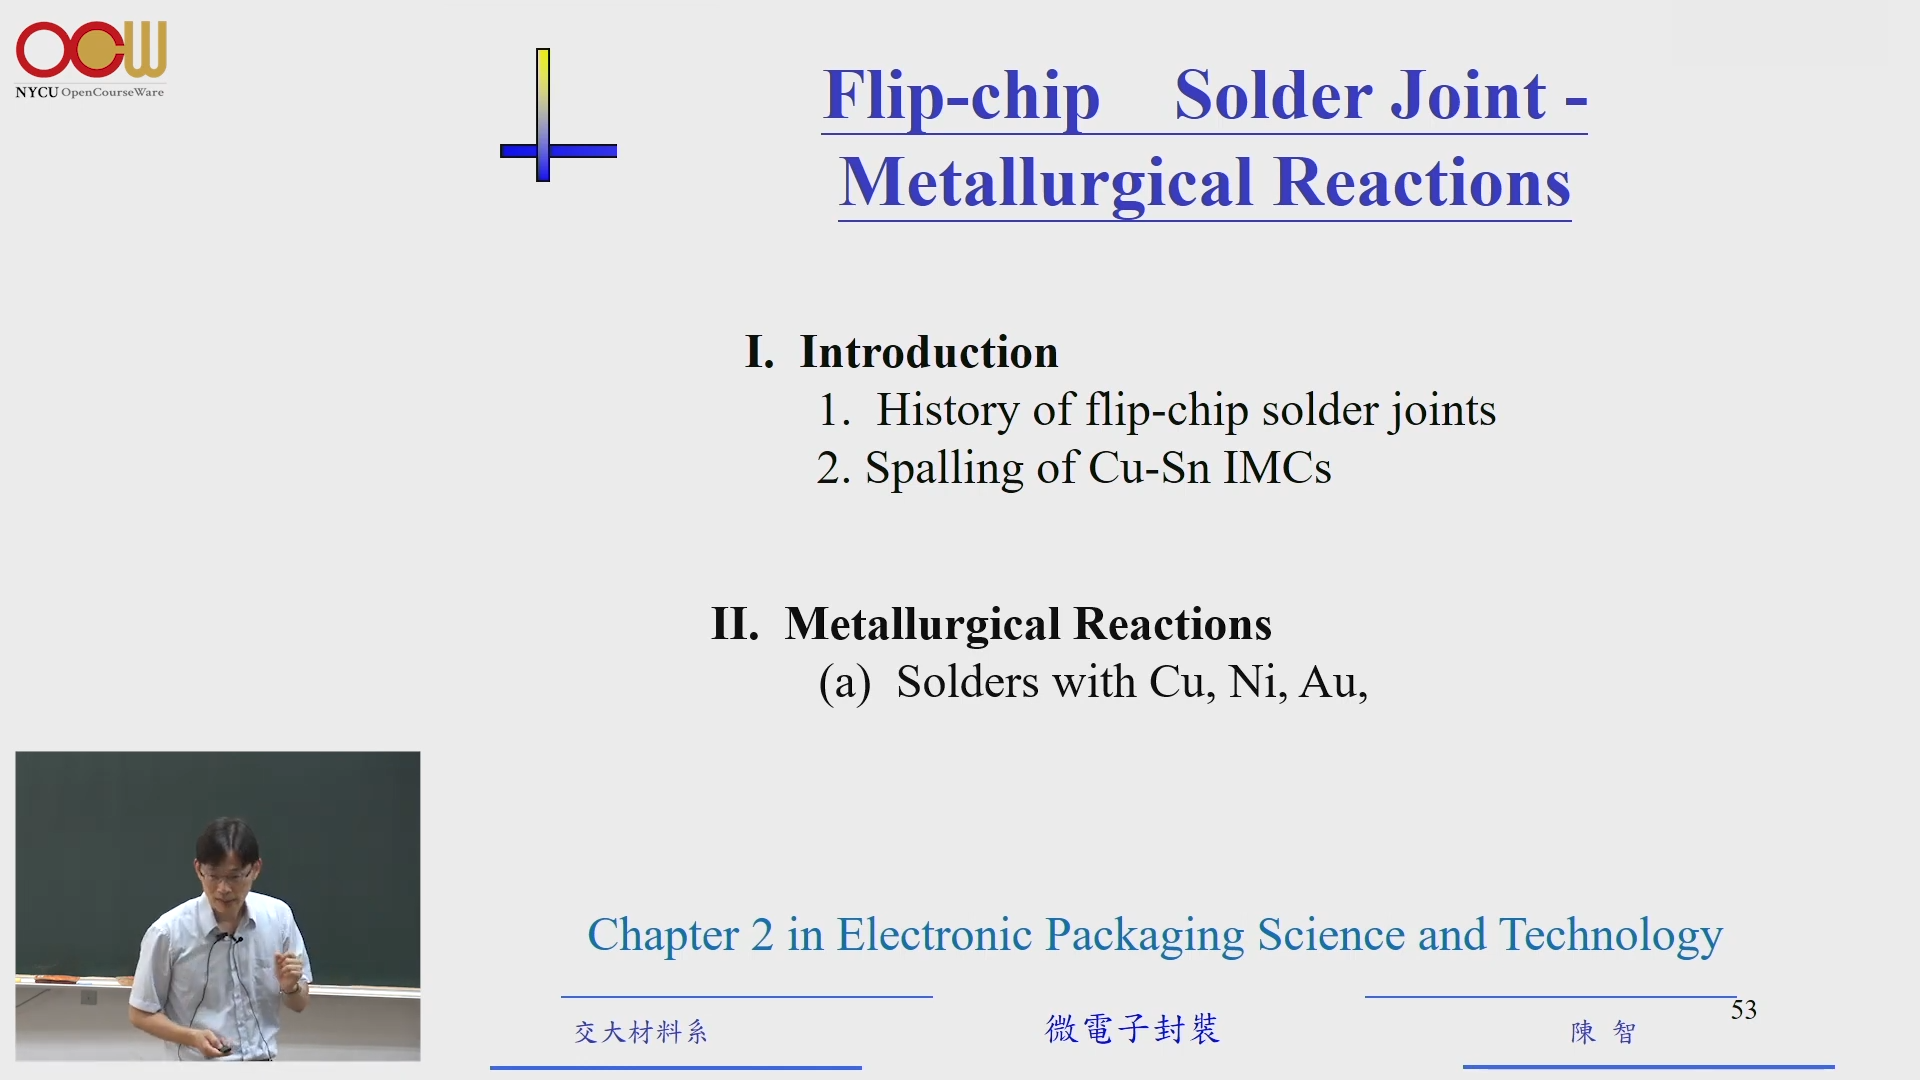 OCW
NYCU OpenCourseWare
Flip-chip Solder Joint -
Metallurgical Reactions
I. Introduction
1. History of flip-chip solder joints
2. Spalling of Cu-Sn IMCs
II. Metallurgical Reactions
(a) Solders with Cu, Ni, Au,
Chapter 2 in Electronic Packaging Science and Technology
53
交大材料系
微電子封裝
陳 智